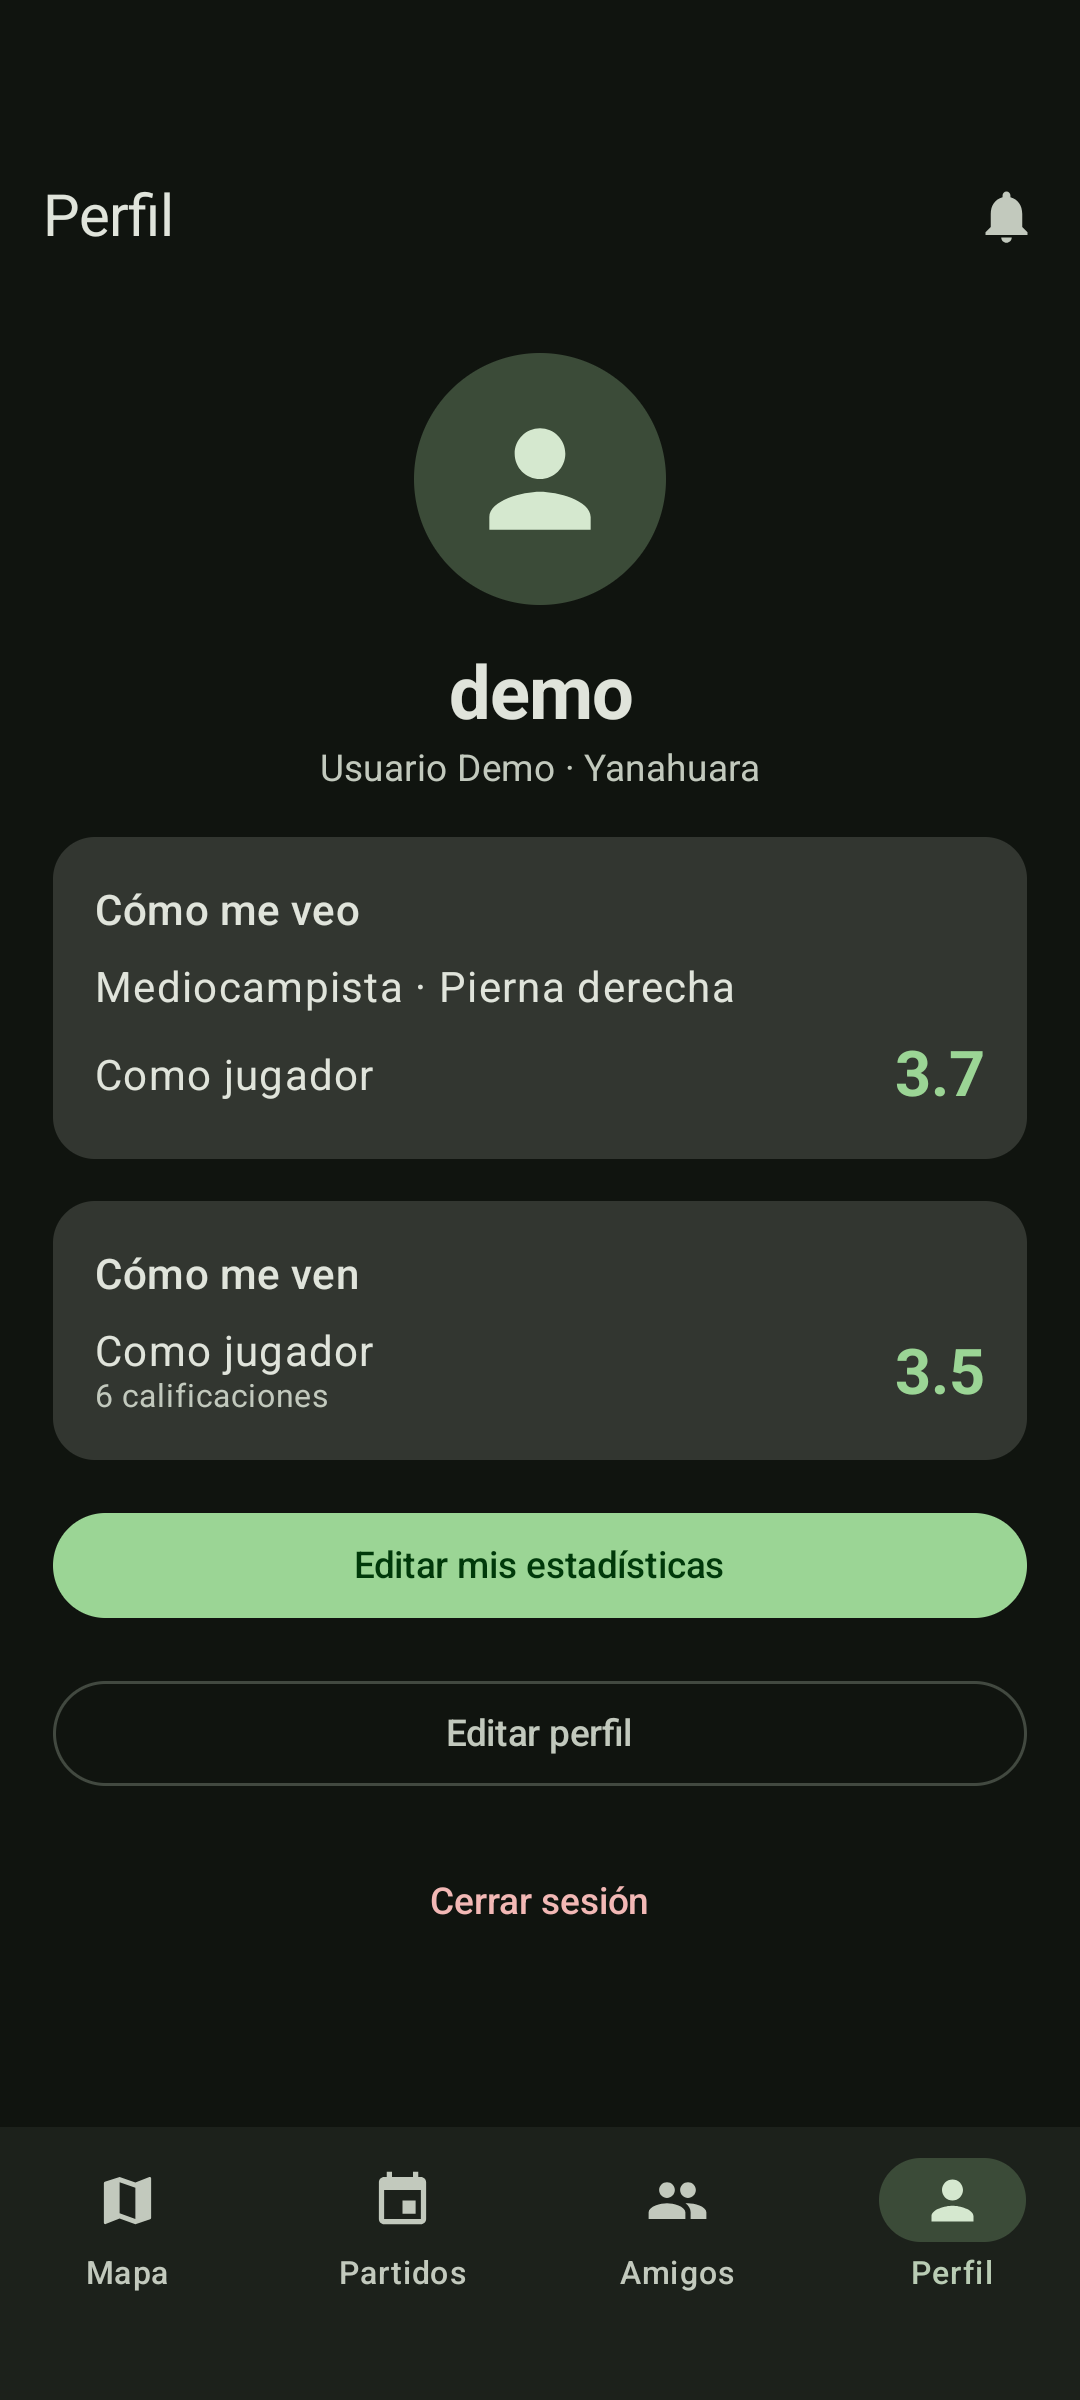 Perfil
demo
Usuario Demo · Yanahuara
Cómo me veo
Mediocampista · Pierna derecha
Como jugador 3.7
Cómo me ven
Como jugador
6 calificaciones
3.5
Editar mis estadísticas
Editar perfil
Cerrar sesión
Mapa Partidos Amigos Perfil